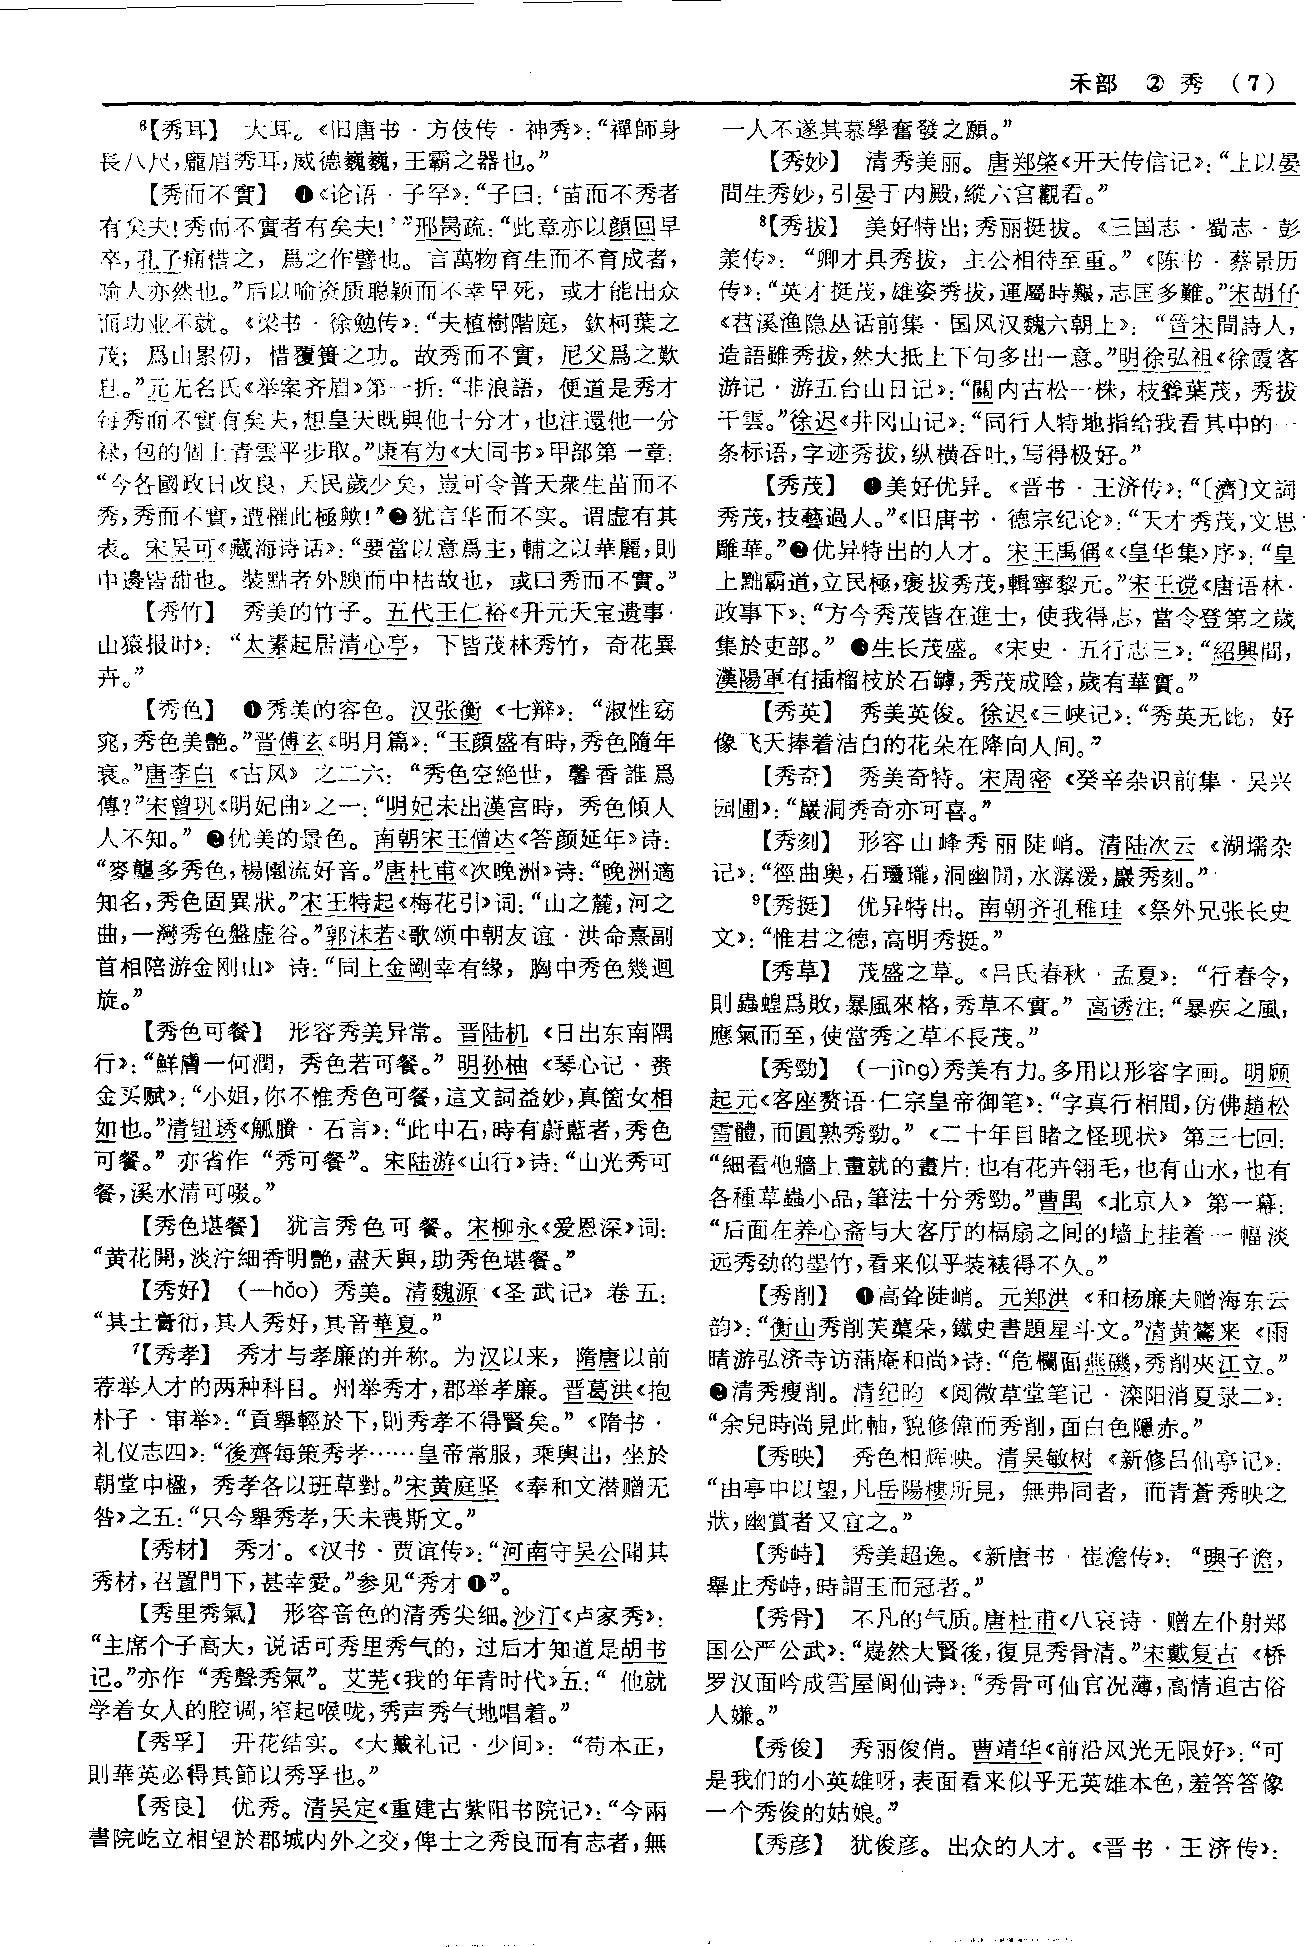 禾部 ② 秀 （7）
⁶【秀耳】 大耳。《旧唐书·方伎传·神秀》：“禪師身
長八尺，龐眉秀耳，威德巍巍，王霸之器也。”
【秀而不實】 ❶《论语·子罕》：“子曰：‘苗而不秀者
有矣夫！秀而不實者有矣夫！’”邢昺疏：“此章亦以顔回早
卒，孔子痛惜之，爲之作譬也。言萬物有生而不育成者，
喻人亦然也。”后以喻资质聪颖而不幸早死，或才能出众
而功业不就。《梁书·徐勉传》：“夫植樹階庭，欽柯葉之
茂；爲山累仞，惜覆簣之功。故秀而不實，尼父爲之歎
息。”元无名氏《举案齐眉》第一折：“非浪語，便道是秀才
每秀而不實有矣夫，想皇天既與他十分才，也注還他一分
禄，包的個上青雲平步取。”康有为《大同书》甲部第一章：
“今各國政日改良，夭民歲少矣，豈可令普天衆生苗而不
秀，秀而不實，遭摧此極歟！”❷犹言华而不实。谓虚有其
表。宋吴可《藏海诗话》：“要當以意爲主，輔之以華麗，則
中邊皆甜也。裝點者外腴而中枯故也，或曰秀而不實。”
【秀竹】 秀美的竹子。五代王仁裕《开元天宝遗事·
山猿报时》：“太素起居清心亭，下皆茂林秀竹，奇花異
卉。”
【秀色】 ❶秀美的容色。汉张衡《七辩》：“淑性窈
窕，秀色美艷。”晋傅玄《明月篇》：“玉顔盛有時，秀色隨年
衰。”唐李白《古风》之二六：“秀色空絶世，馨香誰爲
傳？”宋曾巩《明妃曲》之一：“明妃未出漢宫時，秀色傾人
人不知。”❷优美的景色。南朝宋王僧达《答颜延年》诗：
“麥壟多秀色，楊園流好音。”唐杜甫《次晚洲》诗：“晚洲適
知名，秀色固異狀。”宋王特起《梅花引》词：“山之麓，河之
曲，一灣秀色盤虚谷。”郭沫若《歌颂中朝友谊·洪命熹副
首相陪游金刚山》诗：“同上金剛幸有緣，胸中秀色幾迴
旋。”
【秀色可餐】 形容秀美异常。晋陆机《日出东南隅
行》：“鮮膚一何潤，秀色若可餐。”明孙柚《琴心记·赍
金买赋》：“小姐，你不惟秀色可餐，這文詞益妙，真箇女相
如也。”清钮琇《觚賸·石言》：“此中石，時有蔚藍者，秀色
可餐。”亦省作“秀可餐”。宋陆游《山行》诗：“山光秀可
餐，溪水清可啜。”
【秀色堪餐】 犹言秀色可餐。宋柳永《爱恩深》词：
“黄花開，淡泞細香明艷，盡天與，助秀色堪餐。”
【秀好】 （—hǎo）秀美。清魏源《圣武记》卷五：
“其土膏衍，其人秀好，其音華夏。”
⁷【秀孝】 秀才与孝廉的并称。为汉以来，隋唐以前
荐举人才的两种科目。州举秀才，郡举孝廉。晋葛洪《抱
朴子·审举》：“貢舉輕於下，則秀孝不得賢矣。”《隋书·
礼仪志四》：“後齊每策秀孝……皇帝常服，乘輿出，坐於
朝堂中楹，秀孝各以班草對。”宋黄庭坚《奉和文潜赠无
咎》之五：“只今舉秀孝，天未喪斯文。”
【秀材】 秀才。《汉书·贾谊传》：“河南守吴公聞其
秀材，召置門下，甚幸愛。”参见“秀才❶”。
【秀里秀氣】 形容音色的清秀尖细。沙汀《卢家秀》：
“主席个子高大，说话可秀里秀气的，过后才知道是胡书
记。”亦作“秀聲秀氣”。艾芜《我的年青时代》五：“他就
学着女人的腔调，窄起喉咙，秀声秀气地唱着。”
【秀孚】 开花结实。《大戴礼记·少间》：“苟本正，
則華英必得其節以秀孚也。”
【秀良】 优秀。清吴定《重建古紫阳书院记》：“今兩
書院屹立相望於郡城内外之交，俾士之秀良而有志者，無
一人不遂其慕學奮發之願。”
【秀妙】 清秀美丽。唐郑綮《开天传信记》：“上以晏
間生秀妙，引晏于内殿，縱六宫觀看。”
⁸【秀拔】 美好特出；秀丽挺拔。《三国志·蜀志·彭
羕传》：“卿才具秀拔，主公相待至重。”《陈书·蔡景历
传》：“英才挺茂，雄姿秀拔，運屬時艱，志匡多難。”宋胡仔
《苕溪渔隐丛话前集·国风汉魏六朝上》：“晉宋間詩人，
造語雖秀拔，然大抵上下句多出一意。”明徐弘祖《徐霞客
游记·游五台山日记》：“關内古松一株，枝聳葉茂，秀拔
干雲。”徐迟《井冈山记》：“同行人特地指给我看其中的一
条标语，字迹秀拔，纵横吞吐，写得极好。”
【秀茂】 ❶美好优异。《晋书·王济传》：“〔濟〕文詞
秀茂，技藝過人。”《旧唐书·德宗纪论》：“天才秀茂，文思
雕華。”❷优异特出的人才。宋王禹偁《〈皇华集〉序》：“皇
上黜霸道，立民極，褒拔秀茂，輯寧黎元。”宋王谠《唐语林·
政事下》：“方今秀茂皆在進士，使我得志，當令登第之歲
集於吏部。”❸生长茂盛。《宋史·五行志三》：“紹興間，
漢陽軍有插榴枝於石罅，秀茂成陰，歲有華實。”
【秀英】 秀美英俊。徐迟《三峡记》：“秀英无比，好
像飞天捧着洁白的花朵在降向人间。”
【秀奇】 秀美奇特。宋周密《癸辛杂识前集·吴兴
园圃》：“巖洞秀奇亦可喜。”
【秀刻】 形容山峰秀丽陡峭。清陆次云《湖壖杂
记》：“徑曲奥，石瓏瓏，洞幽閴，水潺湲，巖秀刻。”
⁹【秀挺】 优异特出。南朝齐孔稚珪《祭外兄张长史
文》：“惟君之德，高明秀挺。”
【秀草】 茂盛之草。《吕氏春秋·孟夏》：“行春令，
則蟲蝗爲敗，暴風來格，秀草不實。”高诱注：“暴疾之風，
應氣而至，使當秀之草不長茂。”
【秀勁】 （—jìng）秀美有力。多用以形容字画。明顾
起元《客座赘语·仁宗皇帝御笔》：“字真行相間，仿佛趙松
雪體，而圓熟秀勁。”《二十年目睹之怪现状》第三七回：
“細看他牆上畫就的畫片：也有花卉翎毛，也有山水，也有
各種草蟲小品，筆法十分秀勁。”曹禺《北京人》第一幕：
“后面在养心斋与大客厅的槅扇之间的墙上挂着一幅淡
远秀劲的墨竹，看来似乎装裱得不久。”
【秀削】 ❶高耸陡峭。元郑洪《和杨廉夫赠海东云
韵》：“衡山秀削芙蕖朵，鐵史書題星斗文。”清黄鷟来《雨
晴游弘济寺访蒲庵和尚》诗：“危欄面燕磯，秀削夾江立。”
❷清秀瘦削。清纪昀《阅微草堂笔记·滦阳消夏录二》：
“余兒時尚見此軸，貌修偉而秀削，面白色隱赤。”
【秀映】 秀色相辉映。清吴敏树《新修吕仙亭记》：
“由亭中以望，凡岳陽樓所見，無弗同者，而青蒼秀映之
狀，幽賞者又宜之。”
【秀峙】 秀美超逸。《新唐书·崔澹传》：“璵子澹，
舉止秀峙，時謂玉而冠者。”
【秀骨】 不凡的气质。唐杜甫《八哀诗·赠左仆射郑
国公严公武》：“嶷然大賢後，復見秀骨清。”宋戴复古《桥
罗汉面吟成雪屋阆仙诗》：“秀骨可仙官况薄，高情追古俗
人嫌。”
【秀俊】 秀丽俊俏。曹靖华《前沿风光无限好》：“可
是我们的小英雄呀，表面看来似乎无英雄本色，羞答答像
一个秀俊的姑娘。”
【秀彦】 犹俊彦。出众的人才。《晋书·王济传》：